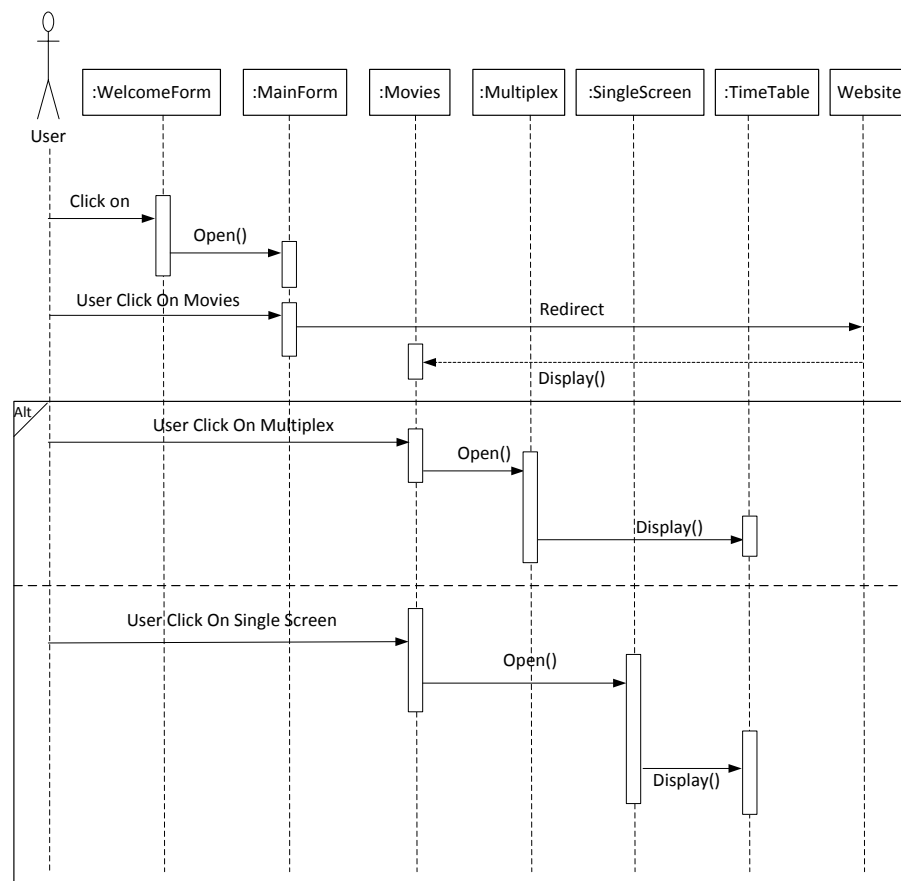 :WelcomeForm
:MainForm
:Movies
:Multiplex
:SingleScreen
:TimeTable
Website
User
Click on
Open()
User Click On Movies
Redirect
Display()
Alt
User Click On Multiplex
Open()
Display()
User Click On Single Screen
Open()
Display()